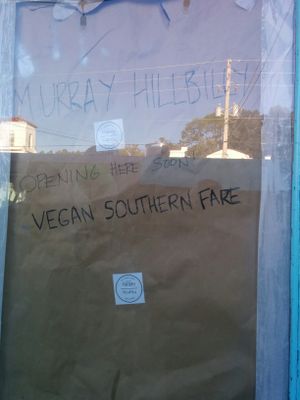 MURRAY HILLBILLY
OPENING HERE SOON
VEGAN SOUTHERN FARE